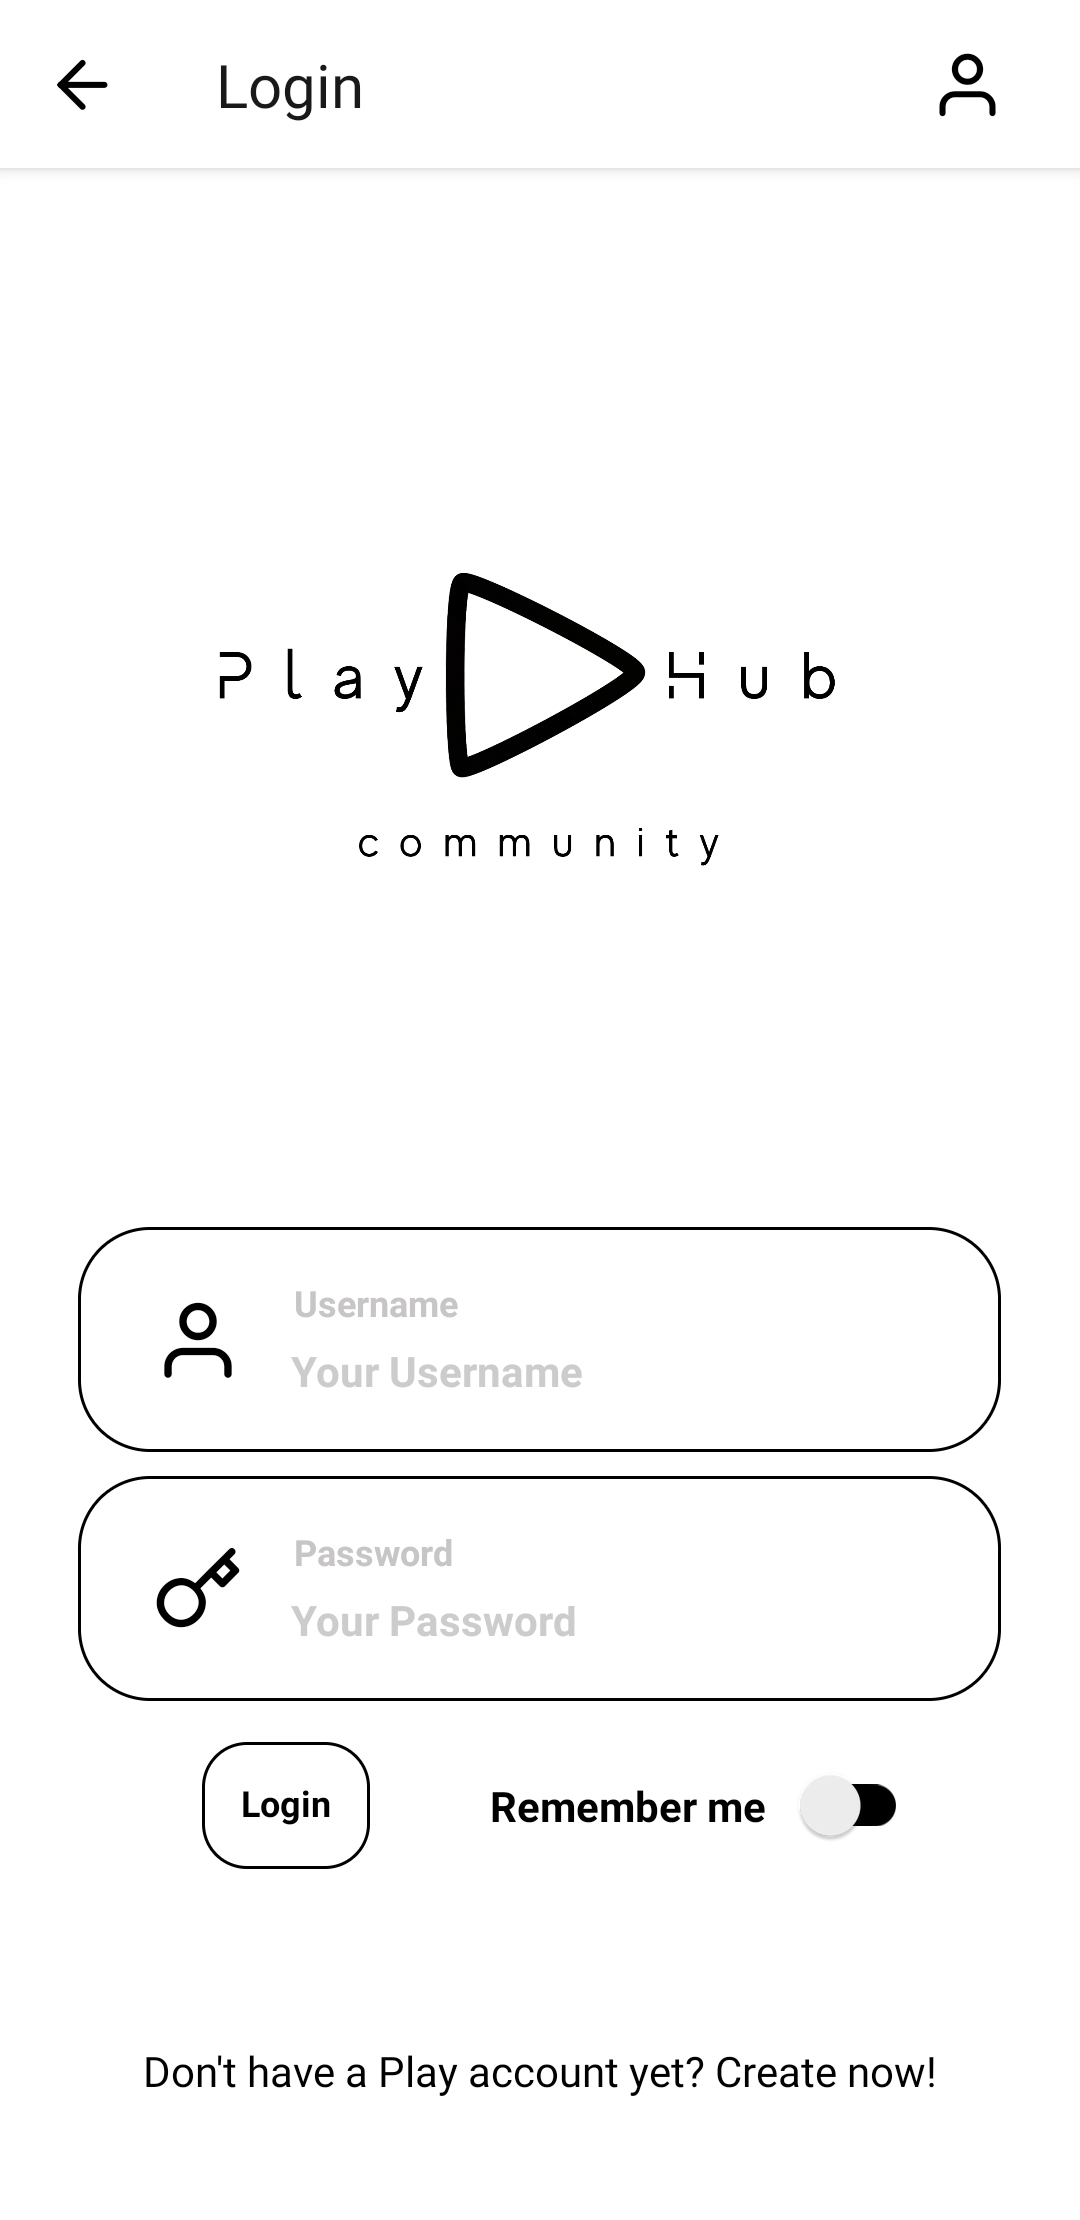 Login
Play Hub
community
Username
Your Username
Password
Your Password
Login
Remember me
Don't have a Play account yet? Create now!